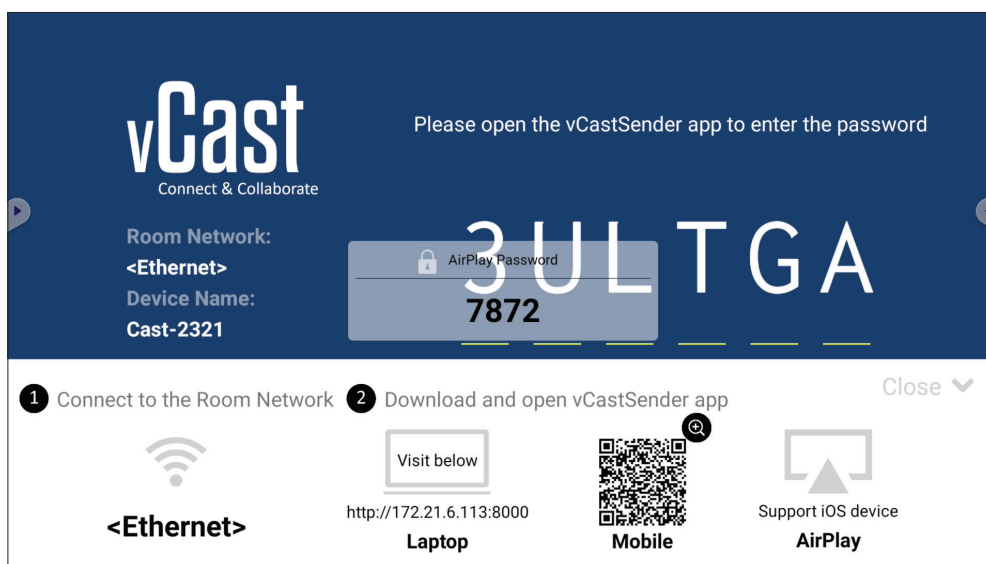 vCast
Connect & Collaborate
Please open the vCastSender app to enter the password
Room Network:
<Ethernet>
Device Name:
Cast-2321
3ULTGA
AirPlay Password
7872
Close
1 Connect to the Room Network
2 Download and open vCastSender app
<Ethernet>
Visit below
http://172.21.6.113:8000
Laptop
Mobile
Support iOS device
AirPlay